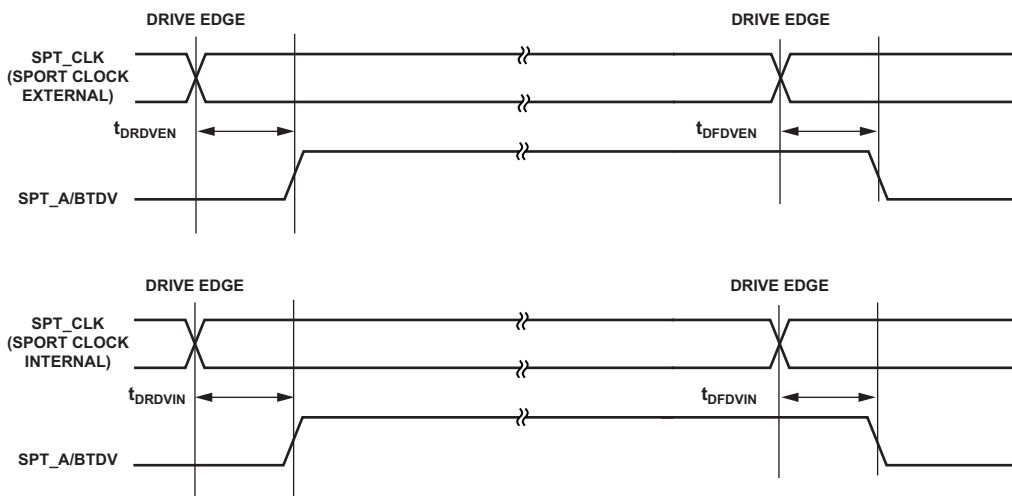 DRIVE EDGE DRIVE EDGE
SPT_CLK
(SPORT CLOCK
EXTERNAL)
tDRDVEN tDFDVEN
SPT_A/BTDV
DRIVE EDGE DRIVE EDGE
SPT_CLK
(SPORT CLOCK
INTERNAL)
tDRDVIN tDFDVIN
SPT_A/BTDV